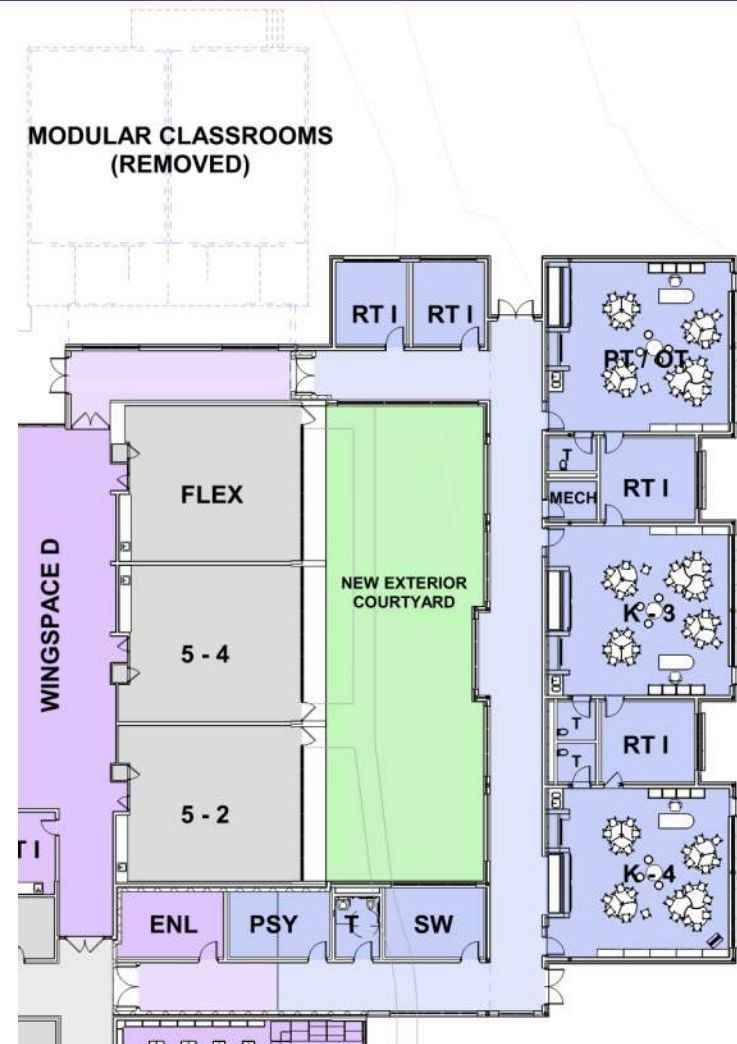 MODULAR CLASSROOMS
(REMOVED)
RT I
RT I
PT / OT
T
MECH
RT I
FLEX
WINGSPACE D
NEW EXTERIOR
COURTYARD
K - 3
5 - 4
T
T
RT I
5 - 2
K - 4
T I
ENL
PSY
T
SW